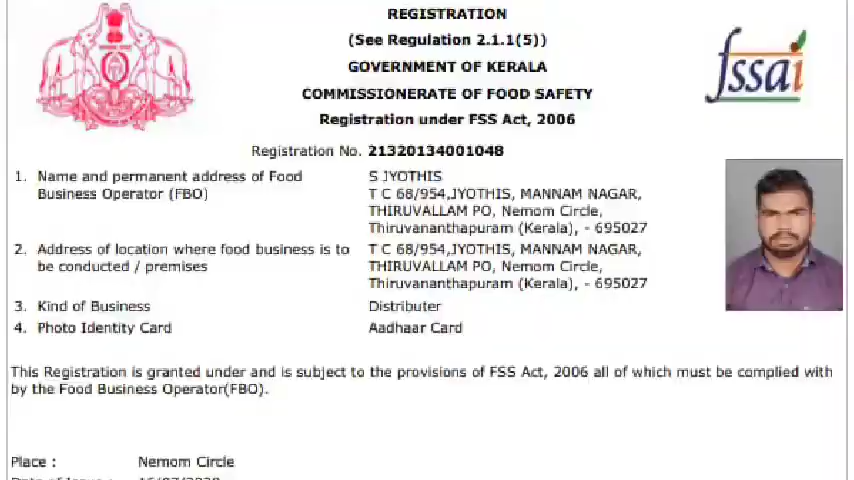 REGISTRATION
(See Regulation 2.1.1(5))
GOVERNMENT OF KERALA
COMMISSIONERATE OF FOOD SAFETY
Registration under FSS Act, 2006
fssai
Registration No. 21320134001048
1. Name and permanent address of Food Business Operator (FBO)
S JYOTHIS
T C 68/954,JYOTHIS, MANNAM NAGAR,
THIRUVALLAM PO, Nemom Circle,
Thiruvananthapuram (Kerala), - 695027
2. Address of location where food business is to be conducted / premises
T C 68/954,JYOTHIS, MANNAM NAGAR,
THIRUVALLAM PO, Nemom Circle,
Thiruvananthapuram (Kerala), - 695027
3. Kind of Business Distributer
4. Photo Identity Card Aadhaar Card
This Registration is granted under and is subject to the provisions of FSS Act, 2006 all of which must be complied with
by the Food Business Operator(FBO).
Place : Nemom Circle